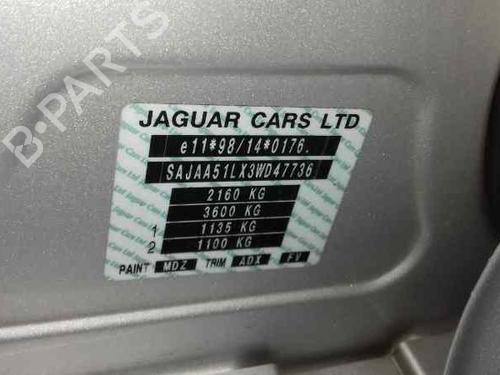 JAGUAR CARS LTD
e11*98/14*0176.
SAJAA51LX3WD47736
2160 KG
3600 KG
1 1135 KG
2 1100 KG
PAINT MDZ TRIM ADX FV